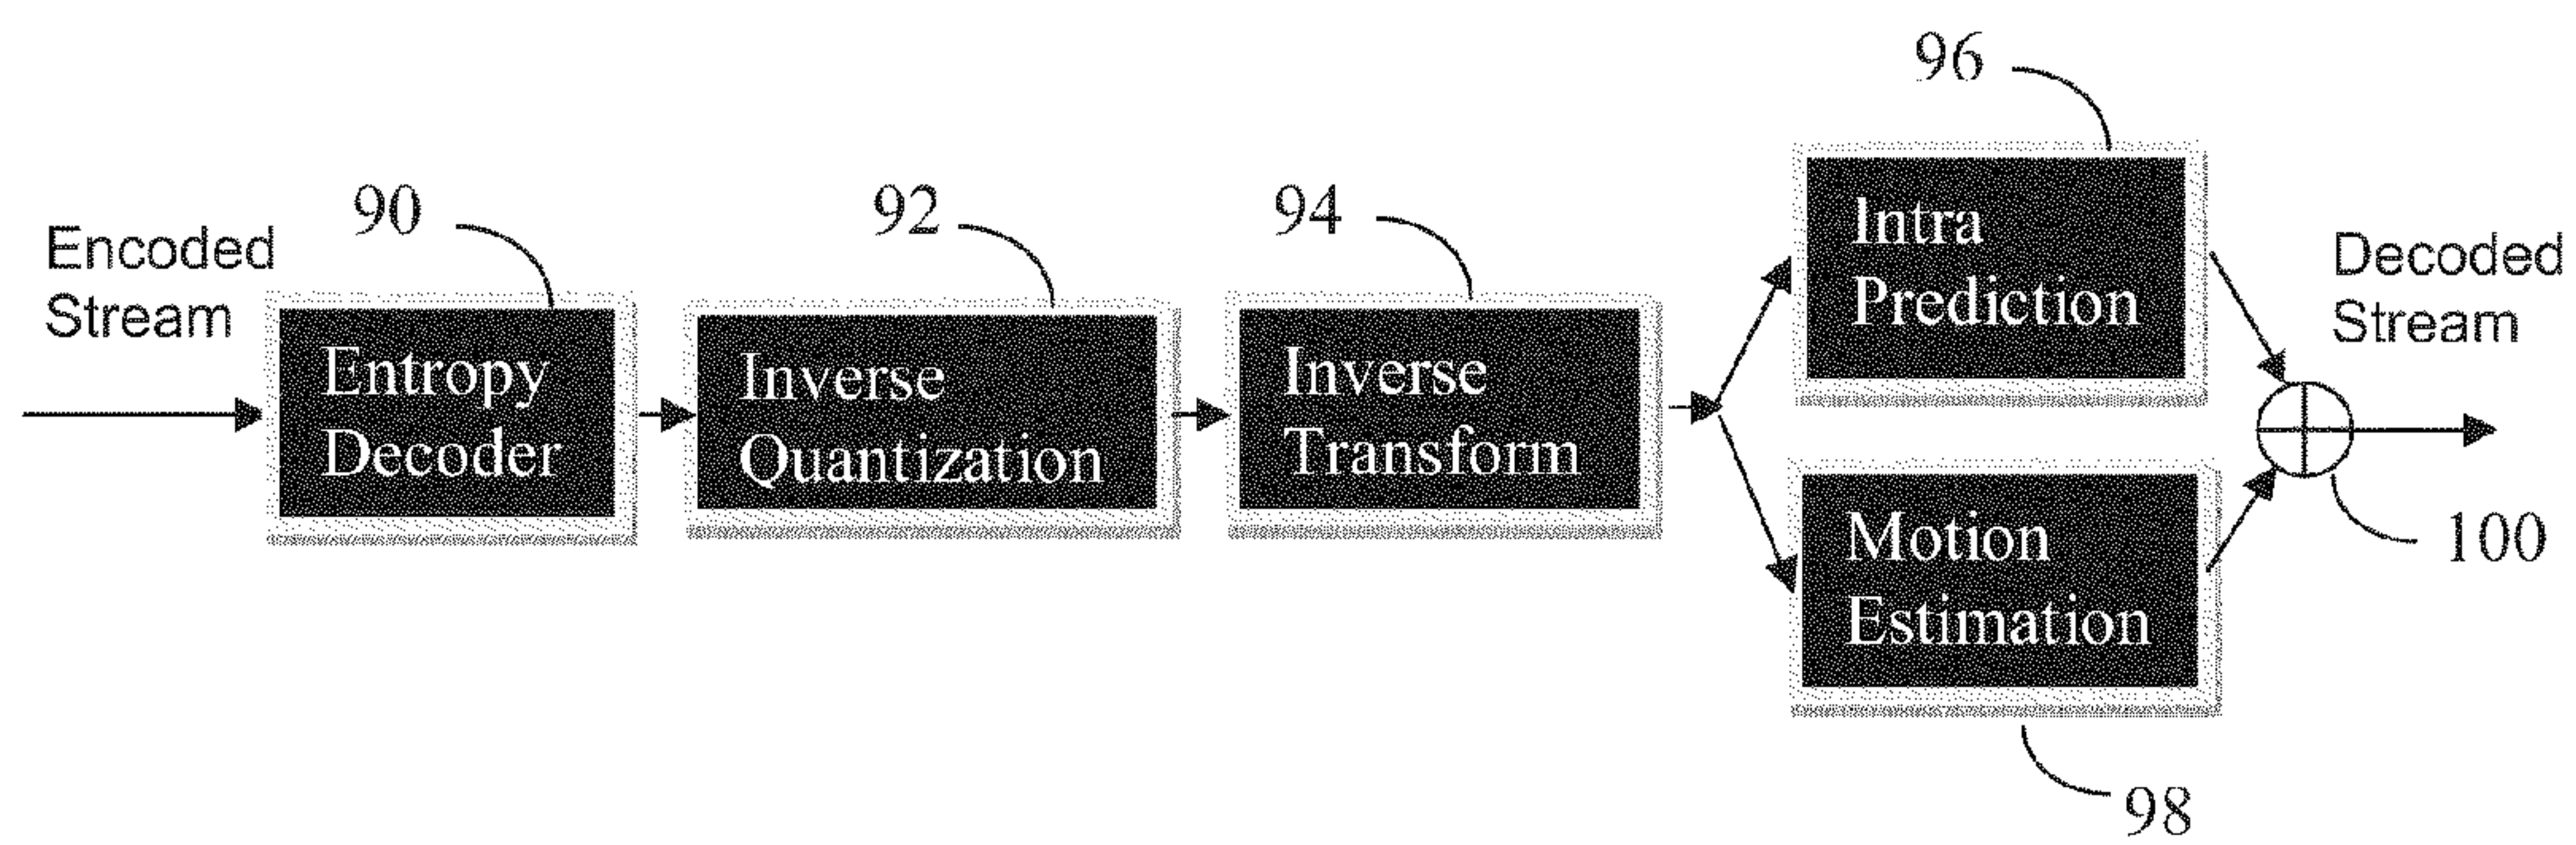 96
90
92
94
Encoded
Stream
Entropy
Decoder
Inverse
Quantization
Inverse
Transform
Intra
Prediction
Motion
Estimation
Decoded
Stream
100
98